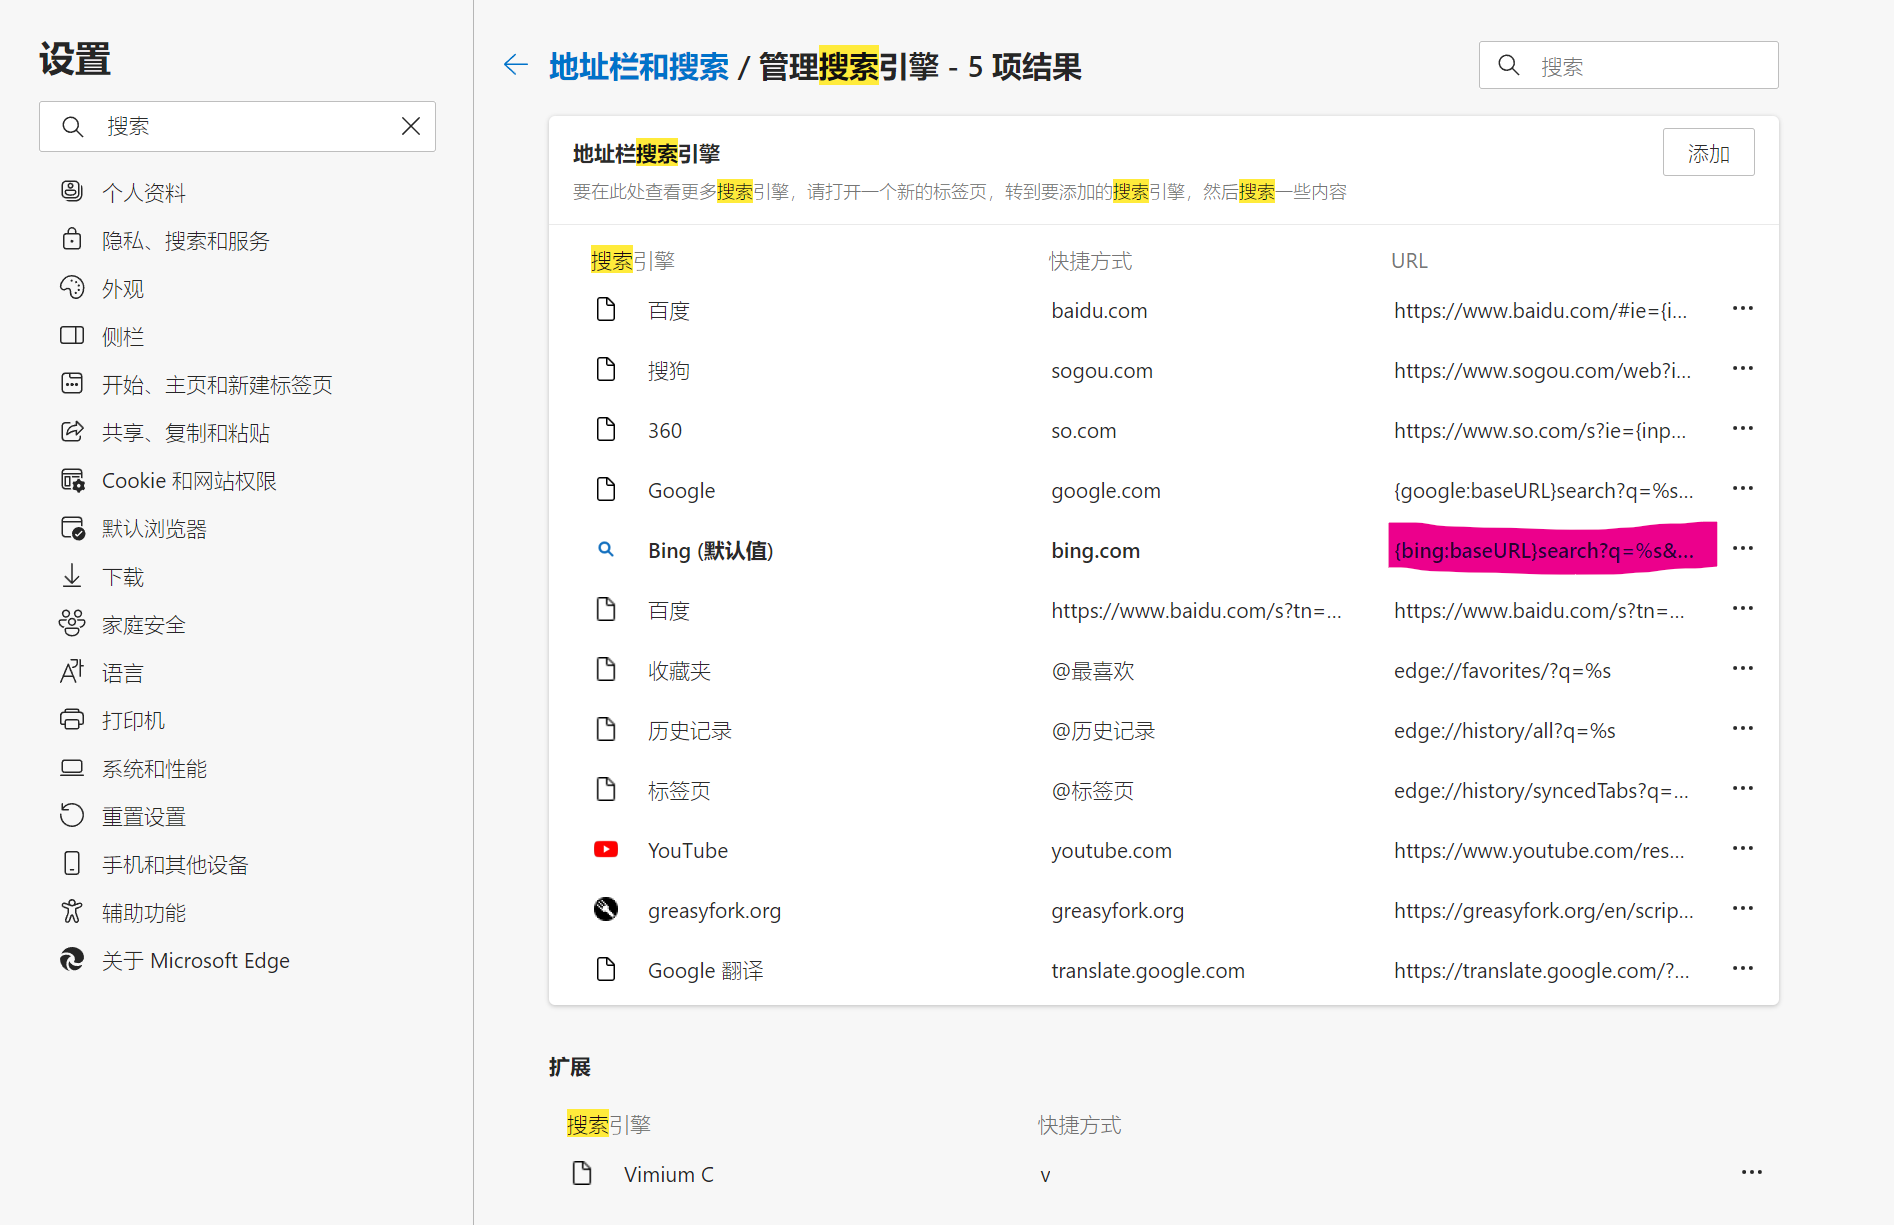 设置
搜索
个人资料
隐私、搜索和服务
外观
侧栏
开始、主页和新建标签页
共享、复制和粘贴
Cookie 和网站权限
默认浏览器
下载
家庭安全
语言
打印机
系统和性能
重置设置
手机和其他设备
辅助功能
关于 Microsoft Edge
地址栏和搜索 / 管理搜索引擎 - 5 项结果
搜索
地址栏搜索引擎
添加
要在此处查看更多搜索引擎，请打开一个新的标签页，转到要添加的搜索引擎，然后搜索一些内容
搜索引擎 快捷方式 URL
百度 baidu.com https://www.baidu.com/#ie={i...
搜狗 sogou.com https://www.sogou.com/web?i...
360 so.com https://www.so.com/s?ie={inp...
Google google.com {google:baseURL}search?q=%s...
Bing (默认值) bing.com {bing:baseURL}search?q=%s&...
百度 https://www.baidu.com/s?tn=... https://www.baidu.com/s?tn=...
收藏夹 @最喜欢 edge://favorites/?q=%s
历史记录 @历史记录 edge://history/all?q=%s
标签页 @标签页 edge://history/syncedTabs?q=...
YouTube youtube.com https://www.youtube.com/res...
greasyfork.org greasyfork.org https://greasyfork.org/en/scrip...
Google 翻译 translate.google.com https://translate.google.com/?...
扩展
搜索引擎 快捷方式
Vimium C v